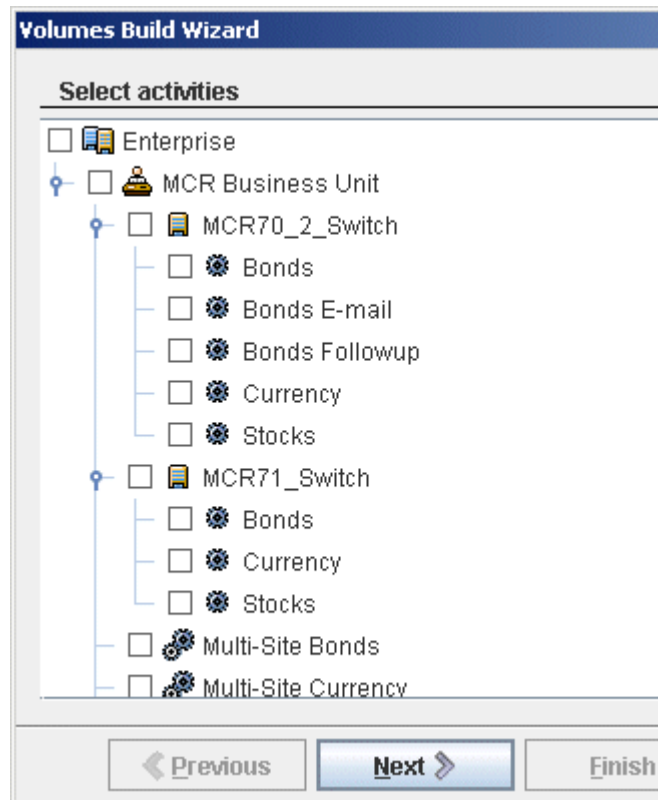 Volumes Build Wizard
Select activities
Enterprise
MCR Business Unit
MCR70_2_Switch
Bonds
Bonds E-mail
Bonds Followup
Currency
Stocks
MCR71_Switch
Bonds
Currency
Stocks
Multi-Site Bonds
Multi-Site Currency
Previous Next Finish